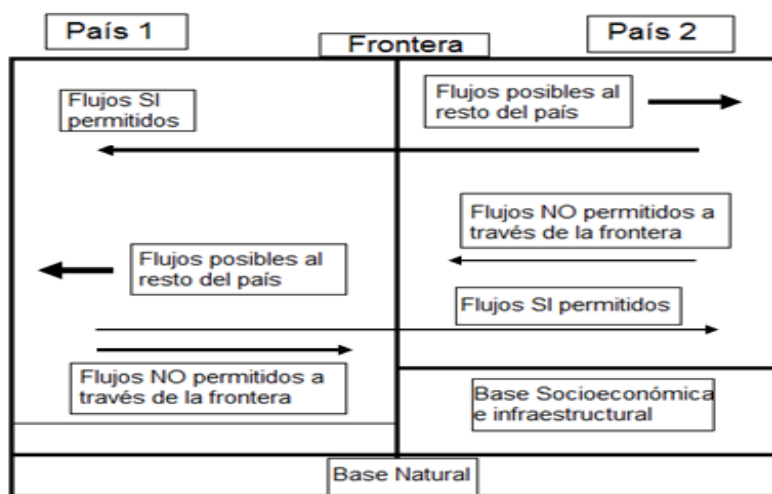 País 1
Frontera
País 2
Flujos SI
permitidos
Flujos posibles al
resto del país
Flujos NO permitidos a
través de la frontera
Flujos posibles al
resto del país
Flujos SI permitidos
Flujos NO permitidos a
través de la frontera
Base Socioeconómica
e infraestructural
Base Natural